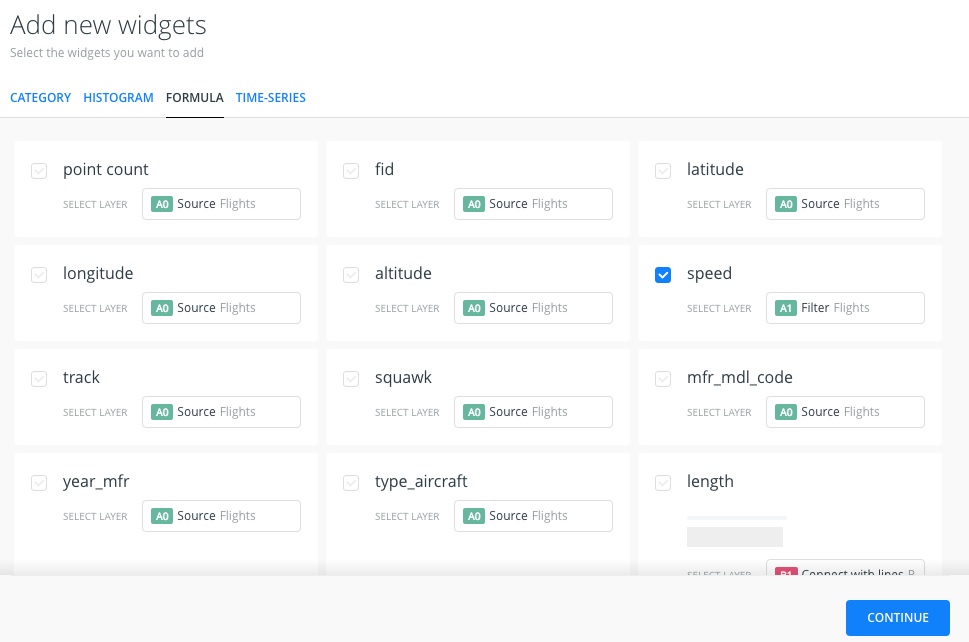 Add new widgets
Select the widgets you want to add
CATEGORY HISTOGRAM FORMULA TIME-SERIES
point count fid latitude
SELECT LAYER A0 Source Flights SELECT LAYER A0 Source Flights SELECT LAYER A0 Source Flights
longitude altitude speed
SELECT LAYER A0 Source Flights SELECT LAYER A0 Source Flights SELECT LAYER A1 Filter Flights
track squawk mfr_mdl_code
SELECT LAYER A0 Source Flights SELECT LAYER A0 Source Flights SELECT LAYER A0 Source Flights
year_mfr type_aircraft length
SELECT LAYER A0 Source Flights SELECT LAYER A0 Source Flights
SELECT LAYER B1 Connect with lines
CONTINUE